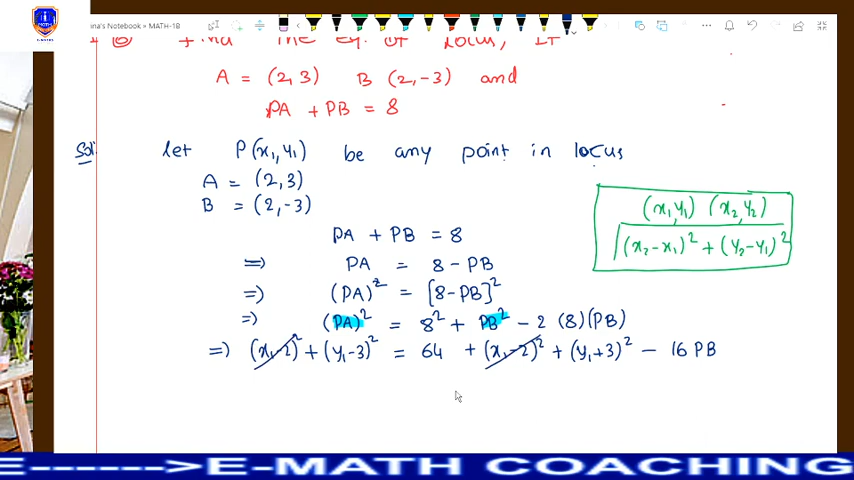 ina's Notebook » MATH-1B
Find the Eq. of locus, if
A = (2,3) B (2,-3) and
PA + PB = 8
Sol: let P(x₁,y₁) be any point in locus
A = (2,3)
B = (2,-3)
(x₁,y₁) (x₂,y₂)
√(x₂-x₁)² + (y₂-y₁)²
PA + PB = 8
⇒ PA = 8 - PB
⇒ (PA)² = [8-PB]²
⇒ (PA)² = 8² + PB² - 2 (8)(PB)
⇒ (x₁-2)² + (y₁-3)² = 64 + (x₁-2)² + (y₁+3)² - 16 PB
E------>E-MATH COACHING